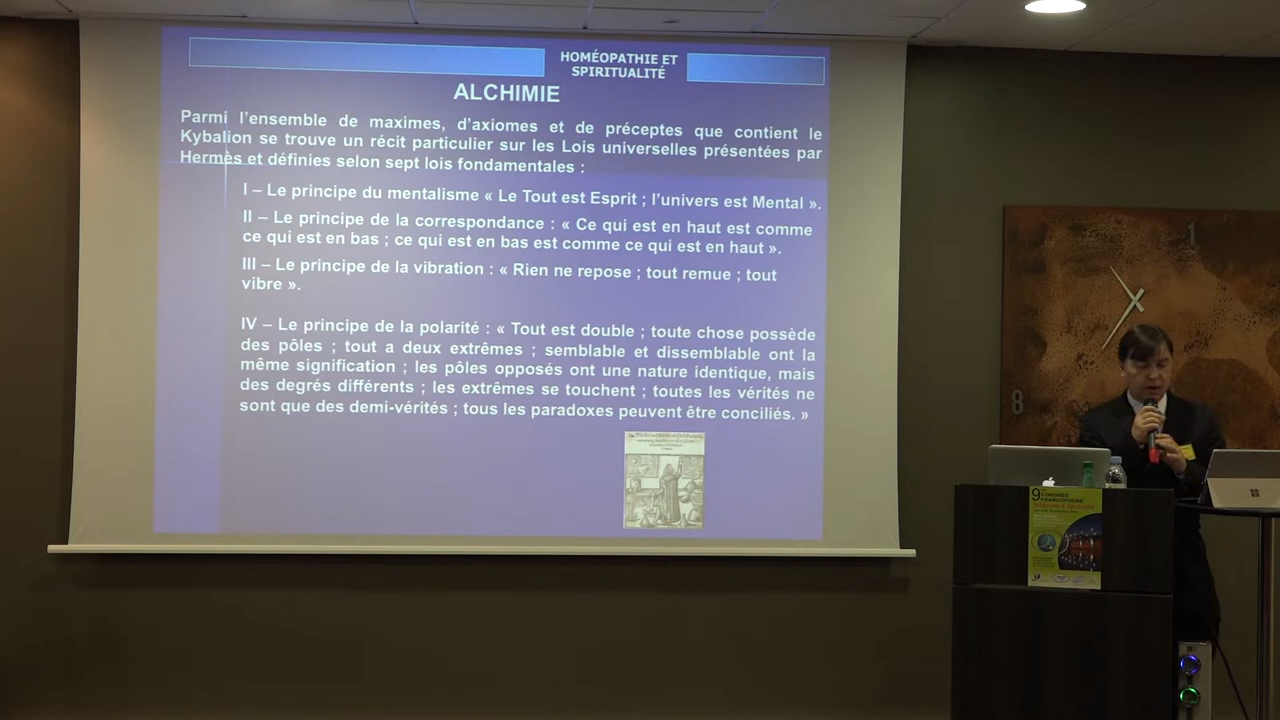 HOMÉOPATHIE ET
SPIRITUALITÉ
ALCHIMIE
Parmi l'ensemble de maximes, d'axiomes et de préceptes que contient le
Kybalion se trouve un récit particulier sur les Lois universelles présentées par
Hermès et définies selon sept lois fondamentales :
I – Le principe du mentalisme « Le Tout est Esprit ; l'univers est Mental ».
II – Le principe de la correspondance : « Ce qui est en haut est comme
ce qui est en bas ; ce qui est en bas est comme ce qui est en haut ».
III – Le principe de la vibration : « Rien ne repose ; tout remue ; tout
vibre ».
IV – Le principe de la polarité : « Tout est double ; toute chose possède
des pôles ; tout a deux extrêmes ; semblable et dissemblable ont la
même signification ; les pôles opposés ont une nature identique, mais
des degrés différents ; les extrêmes se touchent ; toutes les vérités ne
sont que des demi-vérités ; tous les paradoxes peuvent être conciliés. »
1
8
9
CONGRÈS
FRANCOPHONE